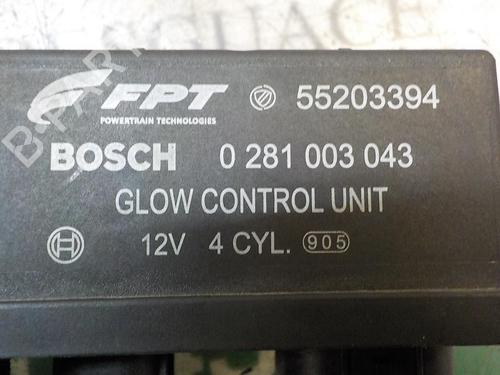 FPT 55203394
POWERTRAIN TECHNOLOGIES
BOSCH 0 281 003 043
GLOW CONTROL UNIT
12V 4 CYL. 905